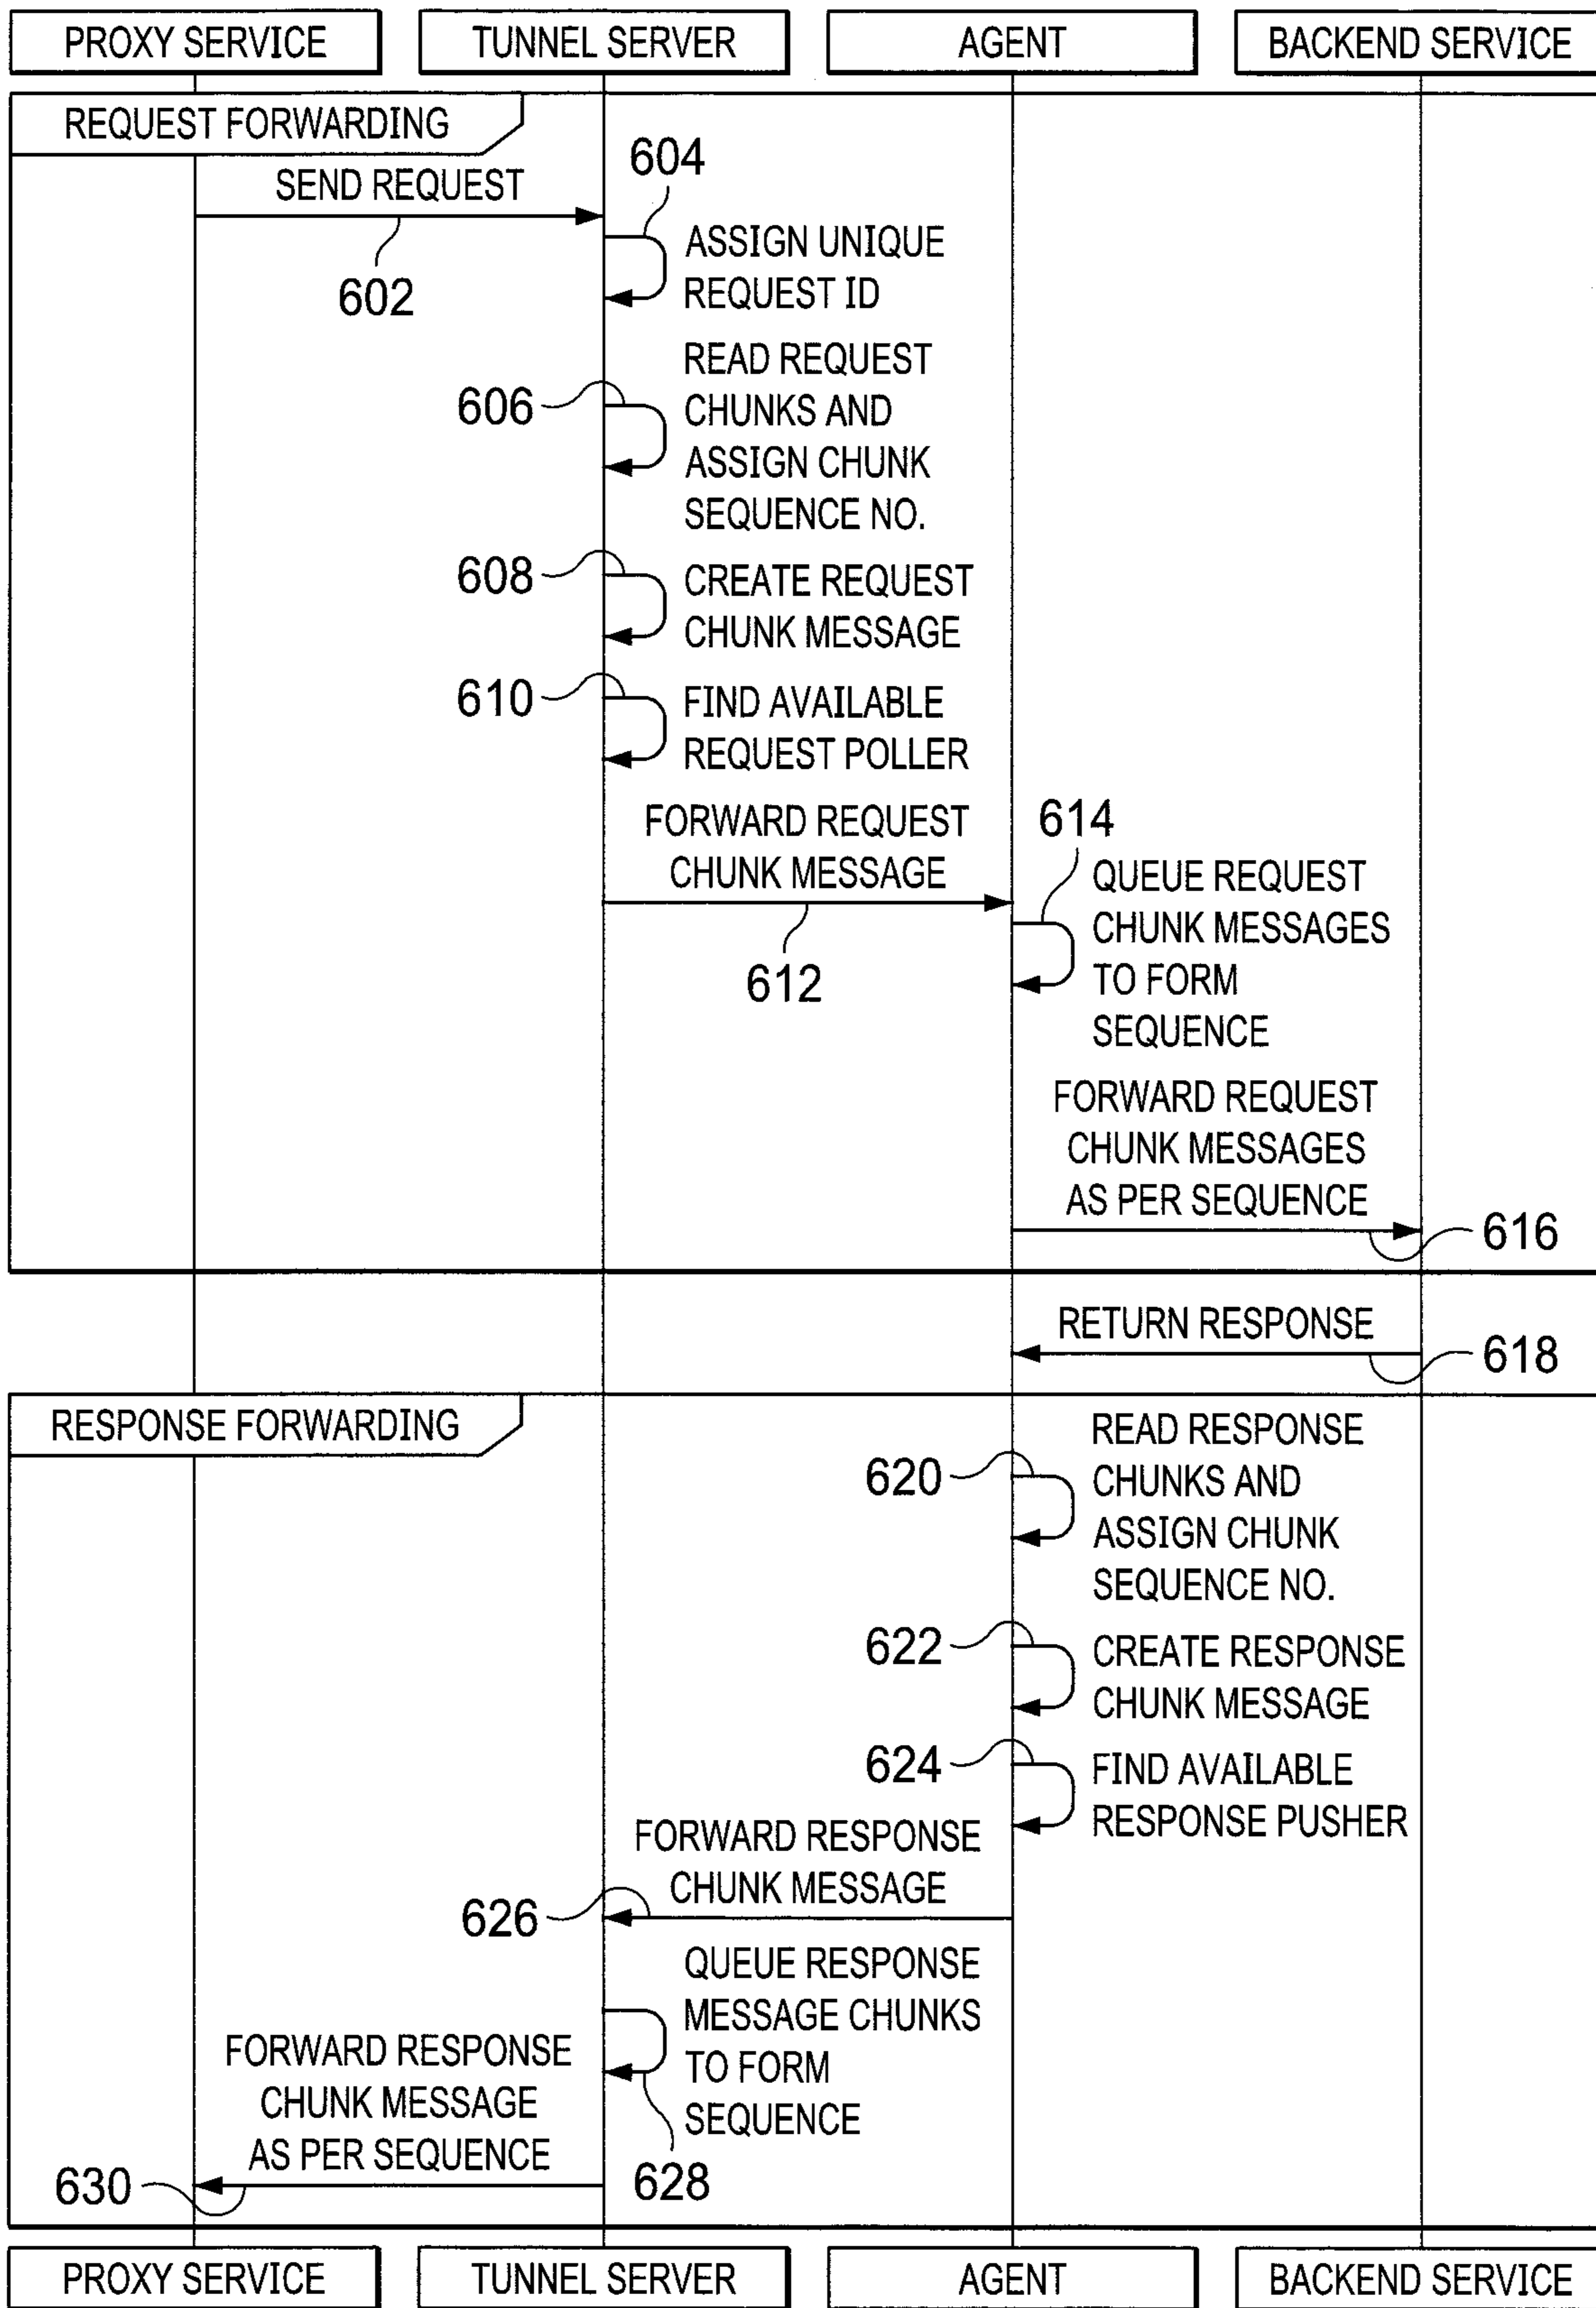 PROXY SERVICE
TUNNEL SERVER
AGENT
BACKEND SERVICE
REQUEST FORWARDING
SEND REQUEST
602
604
ASSIGN UNIQUE
REQUEST ID
606
READ REQUEST
CHUNKS AND
ASSIGN CHUNK
SEQUENCE NO.
608
CREATE REQUEST
CHUNK MESSAGE
610
FIND AVAILABLE
REQUEST POLLER
FORWARD REQUEST
CHUNK MESSAGE
612
614
QUEUE REQUEST
CHUNK MESSAGES
TO FORM
SEQUENCE
FORWARD REQUEST
CHUNK MESSAGES
AS PER SEQUENCE
616
RETURN RESPONSE
618
RESPONSE FORWARDING
620
READ RESPONSE
CHUNKS AND
ASSIGN CHUNK
SEQUENCE NO.
622
CREATE RESPONSE
CHUNK MESSAGE
624
FIND AVAILABLE
RESPONSE PUSHER
FORWARD RESPONSE
CHUNK MESSAGE
626
QUEUE RESPONSE
MESSAGE CHUNKS
TO FORM
SEQUENCE
628
FORWARD RESPONSE
CHUNK MESSAGE
AS PER SEQUENCE
630
PROXY SERVICE
TUNNEL SERVER
AGENT
BACKEND SERVICE